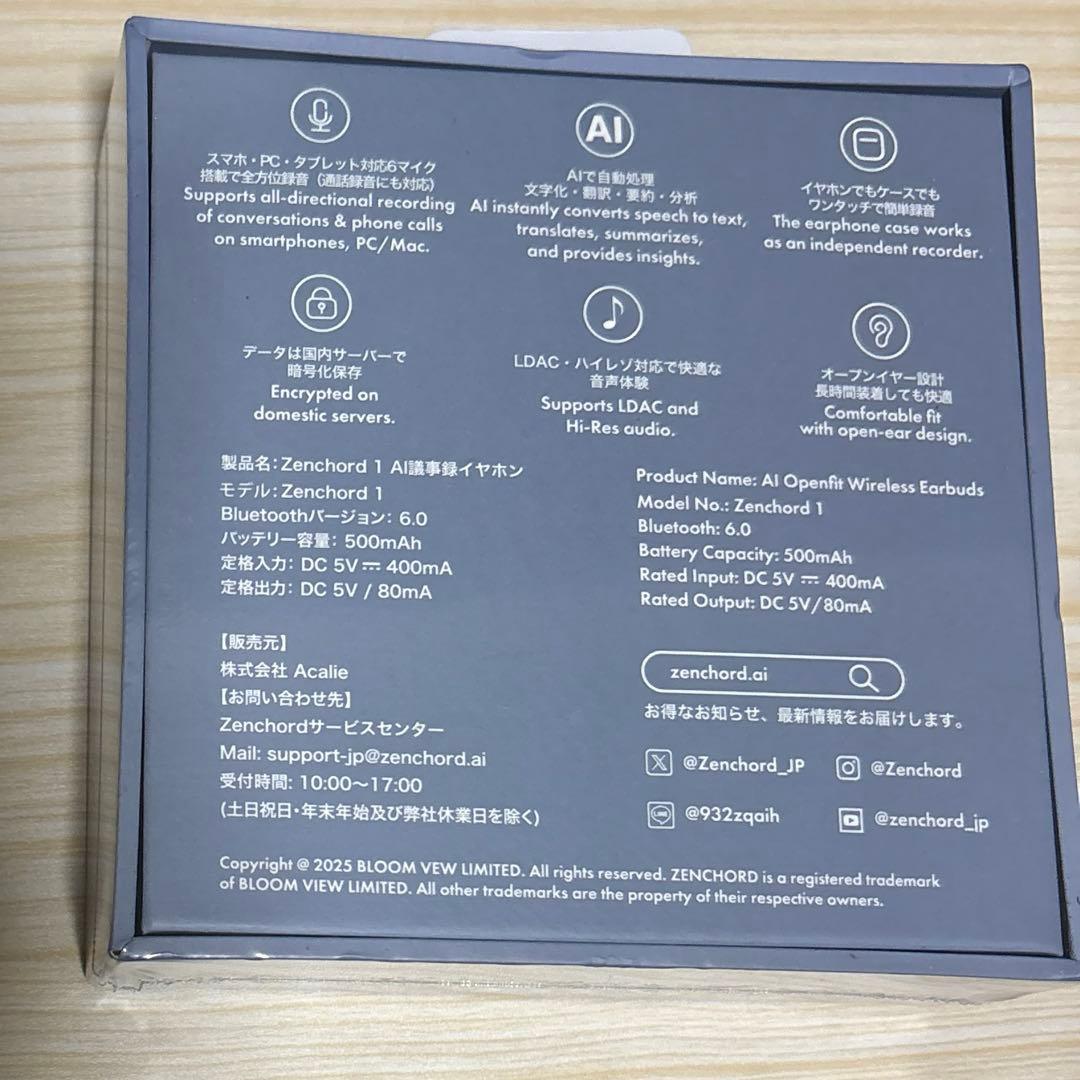 スマホ・PC・タブレット対応6マイク
搭載で全方位録音（通話録音にも対応）
Supports all-directional recording
of conversations & phone calls
on smartphones, PC/Mac.
AI
AIで自動処理
文字化・翻訳・要約・分析
AI instantly converts speech to text,
translates, summarizes,
and provides insights.
イヤホンでもケースでも
ワンタッチで簡単録音
The earphone case works
as an independent recorder.
データは国内サーバーで
暗号化保存
Encrypted on
domestic servers.
LDAC・ハイレゾ対応で快適な
音声体験
Supports LDAC and
Hi-Res audio.
オープンイヤー設計
長時間装着しても快適
Comfortable fit
with open-ear design.
製品名：Zenchord 1 AI議事録イヤホン
モデル：Zenchord 1
Bluetoothバージョン： 6.0
バッテリー容量： 500mAh
定格入力： DC 5V⎓ 400mA
定格出力： DC 5V / 80mA
Product Name: AI Openfit Wireless Earbuds
Model No.: Zenchord 1
Bluetooth: 6.0
Battery Capacity: 500mAh
Rated Input: DC 5V ⎓ 400mA
Rated Output: DC 5V/80mA
【販売元】
株式会社 Acalie
【お問い合わせ先】
Zenchordサービスセンター
Mail: support-jp@zenchord.ai
受付時間: 10:00〜17:00
(土日祝日・年末年始及び弊社休業日を除く)
zenchord.ai
お得なお知らせ、最新情報をお届けします。
@Zenchord_JP
@Zenchord
LINE
@932zqaih
@zenchord_jp
Copyright @ 2025 BLOOM VEW LIMITED. All rights reserved. ZENCHORD is a registered trademark
of BLOOM VIEW LIMITED. All other trademarks are the property of their respective owners.